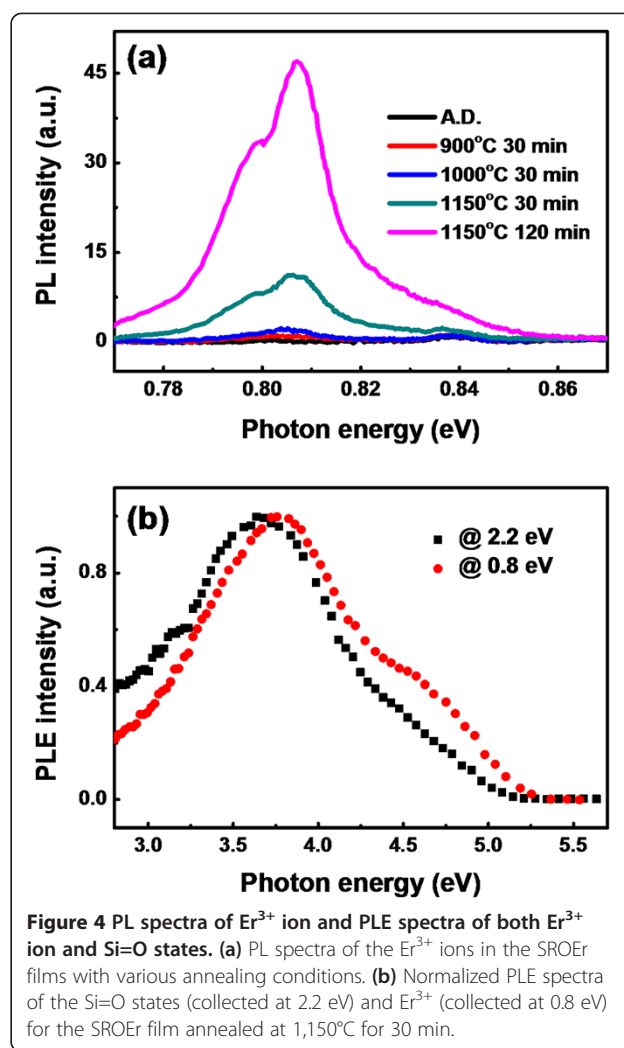 (a)
45
30
15
0
PL intensity (a.u.)
A.D.
900°C 30 min
1000°C 30 min
1150°C 30 min
1150°C 120 min
0.78 0.80 0.82 0.84 0.86
Photon energy (eV)
(b)
0.8
0.4
0.0
PLE intensity (a.u.)
@ 2.2 eV
@ 0.8 eV
3.0 3.5 4.0 4.5 5.0 5.5
Photon energy (eV)
Figure 4 PL spectra of Er³⁺ ion and PLE spectra of both Er³⁺
ion and Si=O states. (a) PL spectra of the Er³⁺ ions in the SROEr
films with various annealing conditions. (b) Normalized PLE spectra
of the Si=O states (collected at 2.2 eV) and Er³⁺ (collected at 0.8 eV)
for the SROEr film annealed at 1,150°C for 30 min.